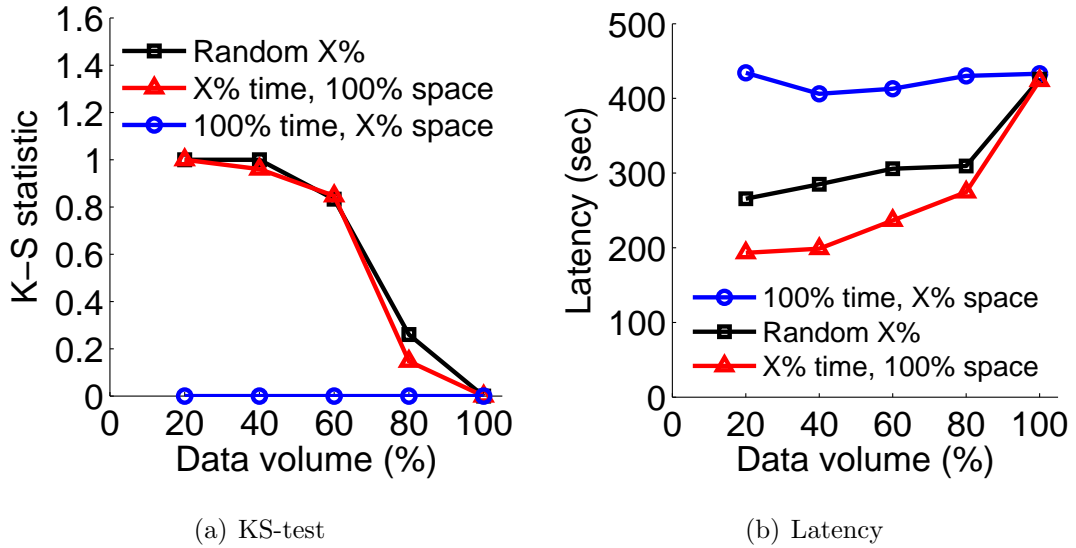 1.6
1.4
1.2
1
0.8
0.6
0.4
0.2
0
K−S statistic
Random X%
X% time, 100% space
100% time, X% space
0 20 40 60 80 100
Data volume (%)
(a) KS-test
500
400
300
200
100
0
Latency (sec)
100% time, X% space
Random X%
X% time, 100% space
0 20 40 60 80 100
Data volume (%)
(b) Latency